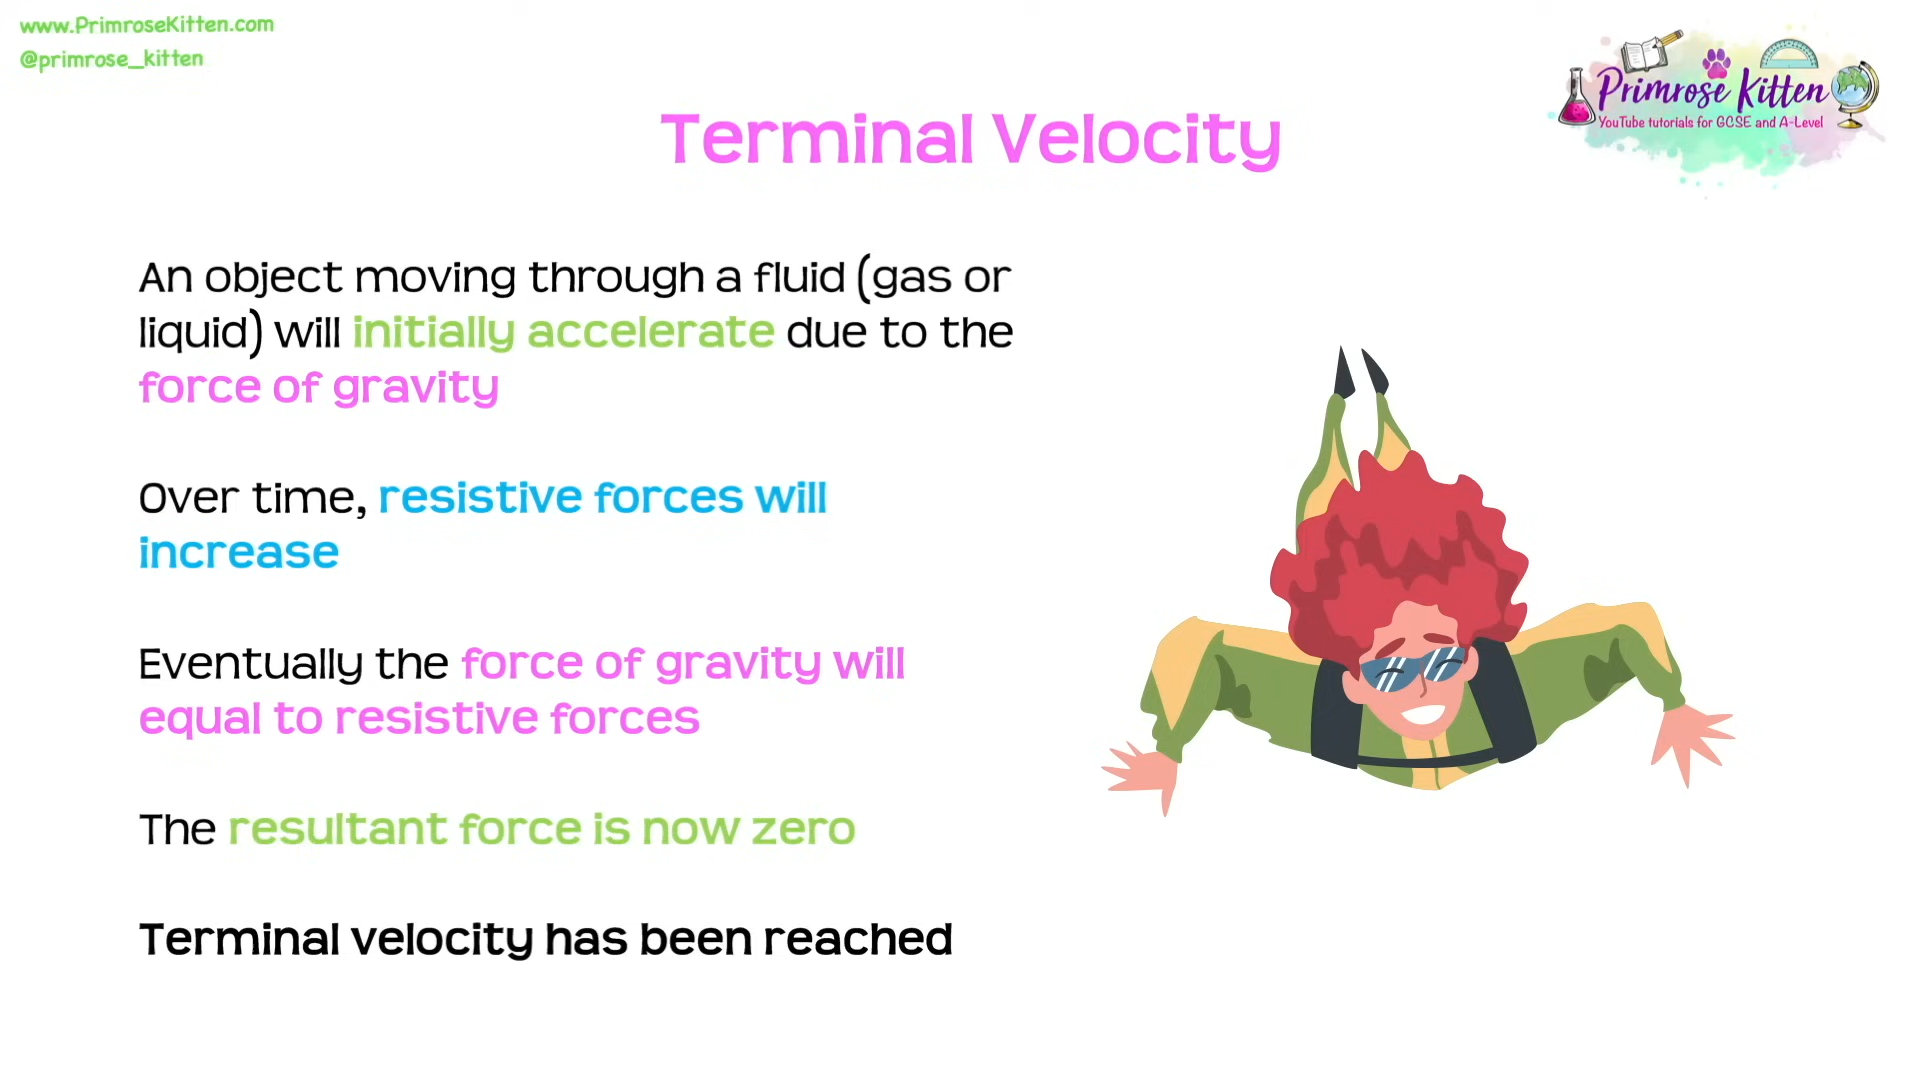 www.PrimroseKitten.com
@primrose_kitten
Primrose Kitten
YouTube tutorials for GCSE and A-Level
Terminal Velocity
An object moving through a fluid (gas or
liquid) will initially accelerate due to the
force of gravity
Over time, resistive forces will
increase
Eventually the force of gravity will
equal to resistive forces
The resultant force is now zero
Terminal velocity has been reached